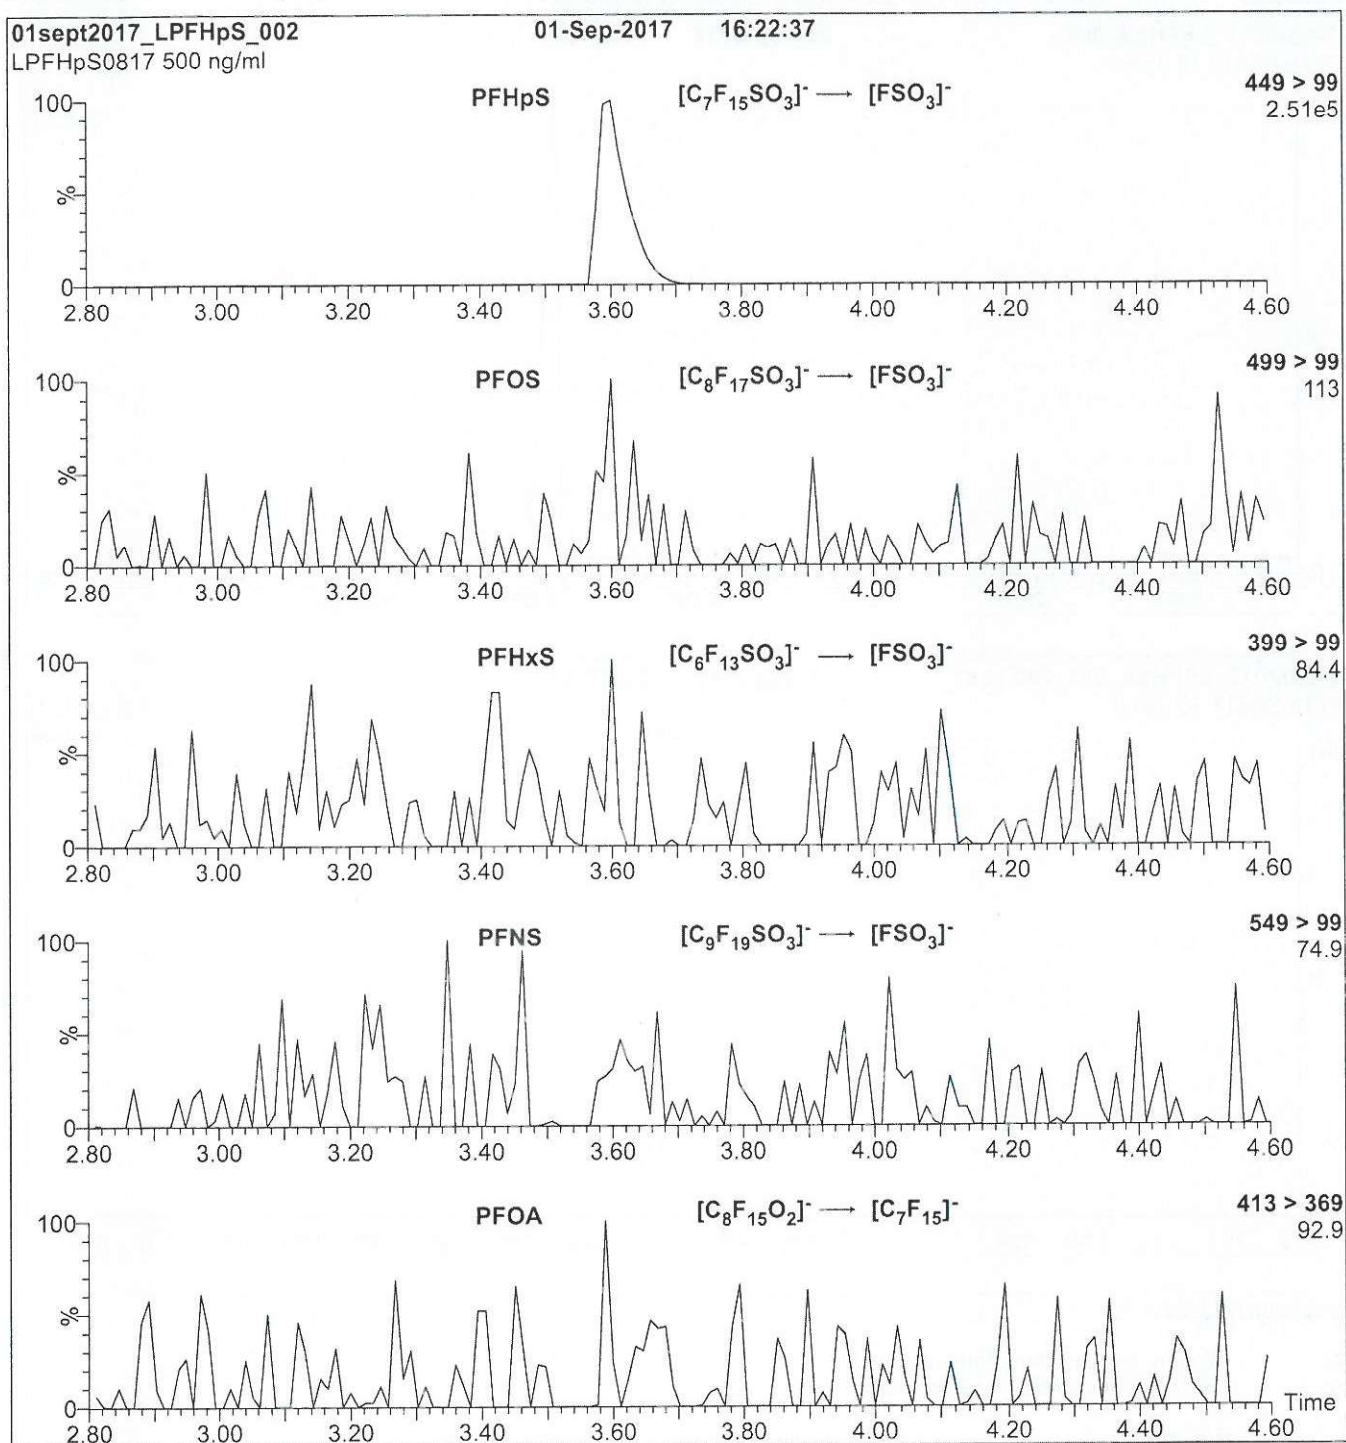 01sept2017_LPFHpS_002 01-Sep-2017 16:22:37
LPFHpS0817 500 ng/ml
PFHpS [C₇F₁₅SO₃]⁻ → [FSO₃]⁻ 449 > 99
2.51e5
100
%
0
2.80 3.00 3.20 3.40 3.60 3.80 4.00 4.20 4.40 4.60
PFOS [C₈F₁₇SO₃]⁻ → [FSO₃]⁻ 499 > 99
113
100
%
0
2.80 3.00 3.20 3.40 3.60 3.80 4.00 4.20 4.40 4.60
PFHxS [C₆F₁₃SO₃]⁻ → [FSO₃]⁻ 399 > 99
84.4
100
%
0
2.80 3.00 3.20 3.40 3.60 3.80 4.00 4.20 4.40 4.60
PFNS [C₉F₁₉SO₃]⁻ → [FSO₃]⁻ 549 > 99
74.9
100
%
0
2.80 3.00 3.20 3.40 3.60 3.80 4.00 4.20 4.40 4.60
PFOA [C₈F₁₅O₂]⁻ → [C₇F₁₅]⁻ 413 > 369
92.9
100
%
0
Time
2.80 3.00 3.20 3.40 3.60 3.80 4.00 4.20 4.40 4.60